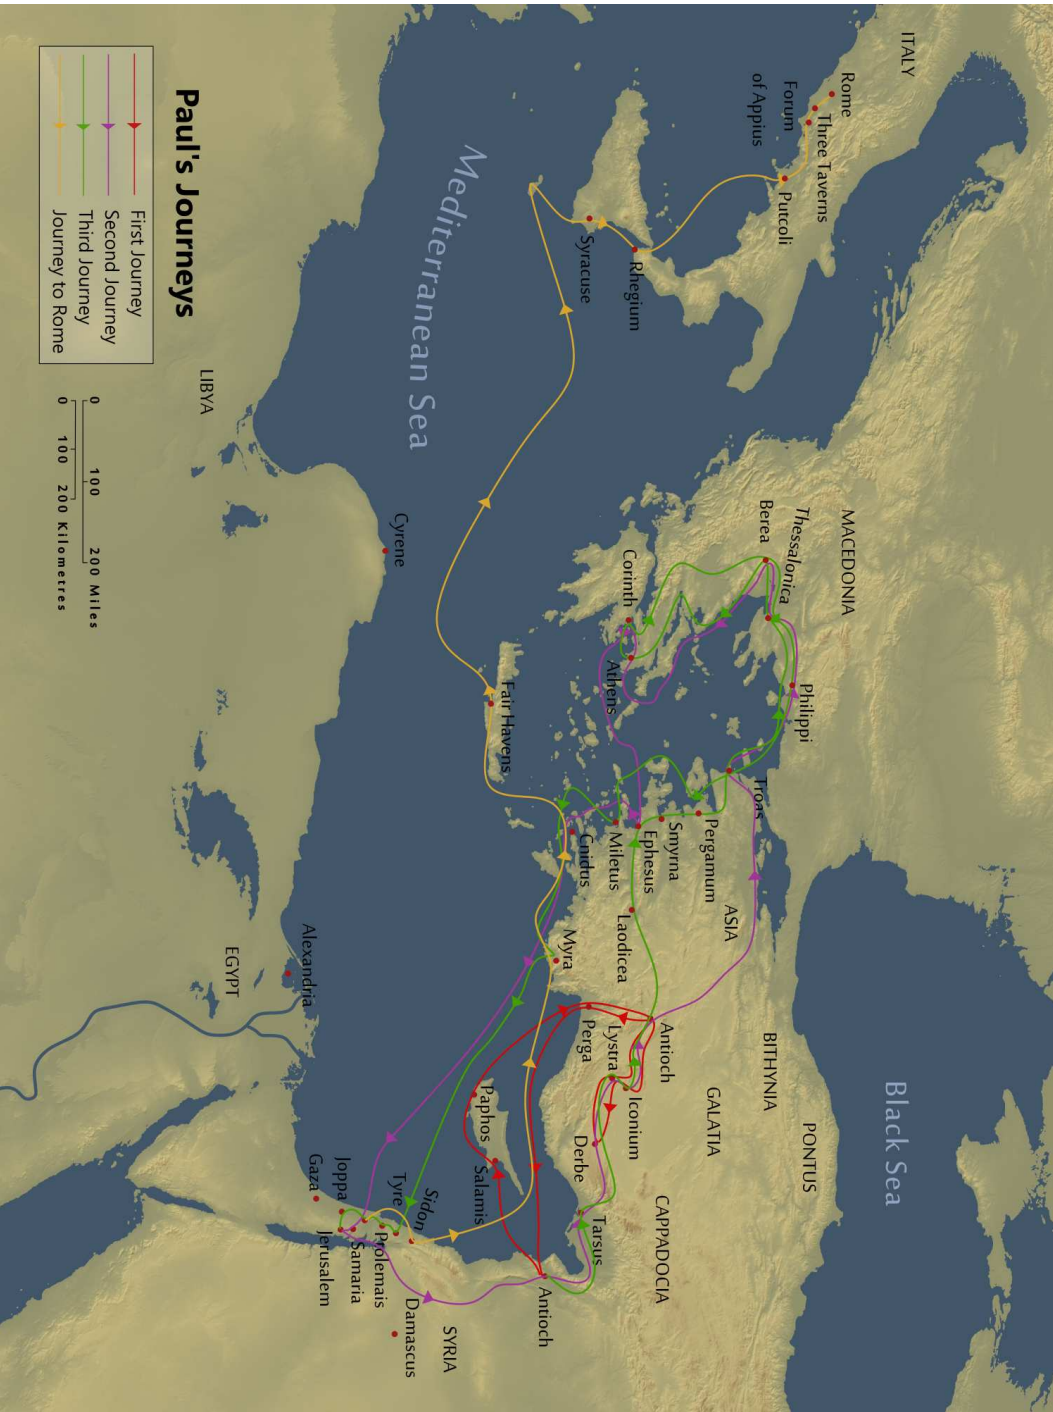 Paul's Journeys
First Journey
Second Journey
Third Journey
Journey to Rome
0 100 200 Miles
0 100 200 Kilometres
ITALY
Rome
Three Taverns
Forum
of Appius
Putcoli
Rhegium
Syracuse
Mediterranean Sea
LIBYA
Cyrene
MACEDONIA
Thessalonica
Berea
Philippi
Corinth
Athens
Fair Havens
Troas
Pergamum
Smyrna
Ephesus
Miletus
Cnidus
ASIA
Laodicea
Myra
Alexandria
EGYPT
Black Sea
BITHYNIA
PONTUS
GALATIA
CAPPADOCIA
Antioch
Perga
Lystra
Iconium
Derbe
Tarsus
Paphos
Salamis
Antioch
SYRIA
Sidon
Tyre
Damascus
Ptolemais
Samaria
Joppa
Jerusalem
Gaza